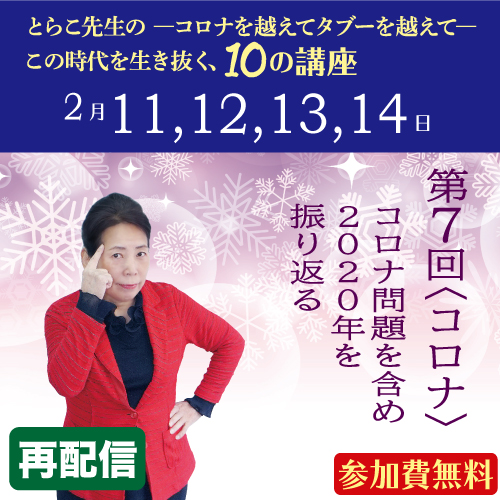 とらこ先生の ―コロナを越えてタブーを越えて―
この時代を生き抜く、10の講座
2月11,12,13,14日
第7回〈コロナ〉
コロナ問題を含め
2020年を
振り返る
再配信
参加費無料